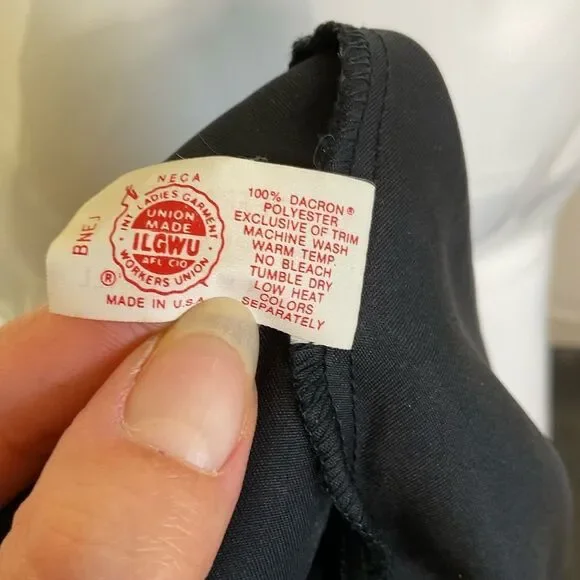 NECA
INT LADIES GARMENT
UNION
MADE
ILGWU
AFL CIO
WORKERS UNION
®
MADE IN U.S.A.
100% DACRON®
POLYESTER
EXCLUSIVE OF TRIM
MACHINE WASH
WARM TEMP.
NO BLEACH
TUMBLE DRY
LOW HEAT
COLORS
SEPARATELY